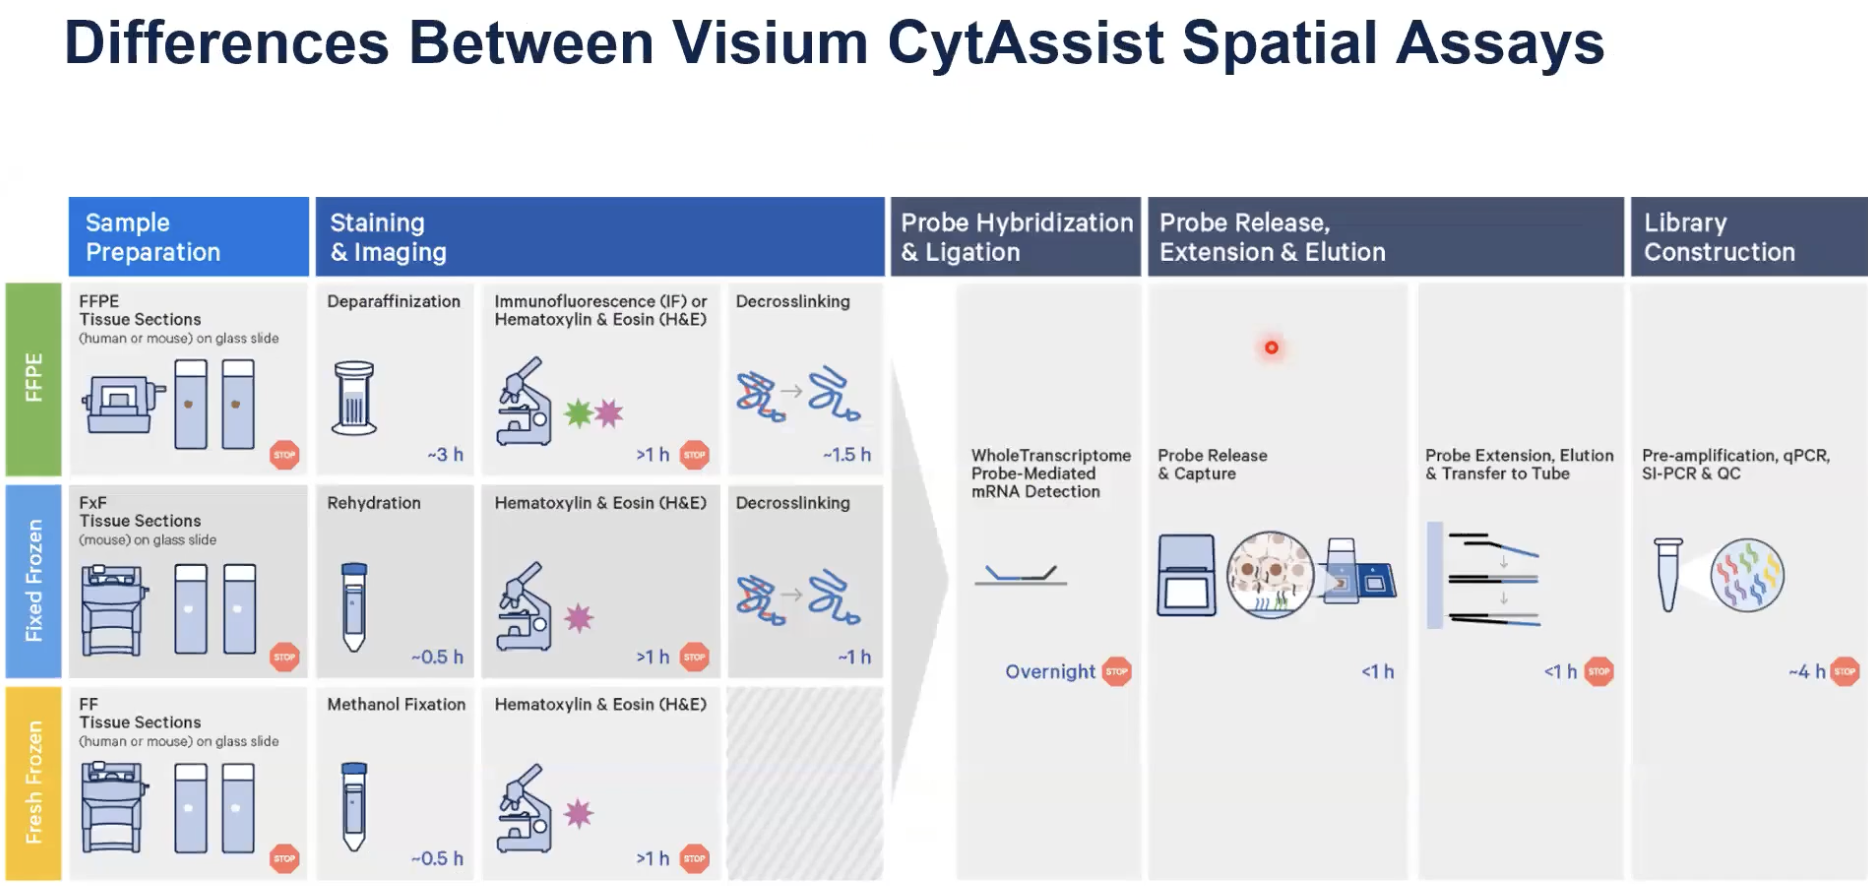 Differences Between Visium CytAssist Spatial Assays
Sample
Preparation
Staining
& Imaging
Probe Hybridization
& Ligation
Probe Release,
Extension & Elution
Library
Construction
FFPE
FFPE
Tissue Sections
(human or mouse) on glass slide
STOP
Deparaffinization
~3 h
Immunofluorescence (IF) or
Hematoxylin & Eosin (H&E)
>1 h STOP
Decrosslinking
~1.5 h
Fixed Frozen
FxF
Tissue Sections
(mouse) on glass slide
STOP
Rehydration
~0.5 h
Hematoxylin & Eosin (H&E)
>1 h STOP
Decrosslinking
~1 h
Fresh Frozen
FF
Tissue Sections
(human or mouse) on glass slide
STOP
Methanol Fixation
~0.5 h
Hematoxylin & Eosin (H&E)
>1 h STOP
WholeTranscriptome
Probe-Mediated
mRNA Detection
Overnight STOP
Probe Release
& Capture
<1 h
Probe Extension, Elution
& Transfer to Tube
<1 h STOP
Pre-amplification, qPCR,
SI-PCR & QC
~4 h STOP